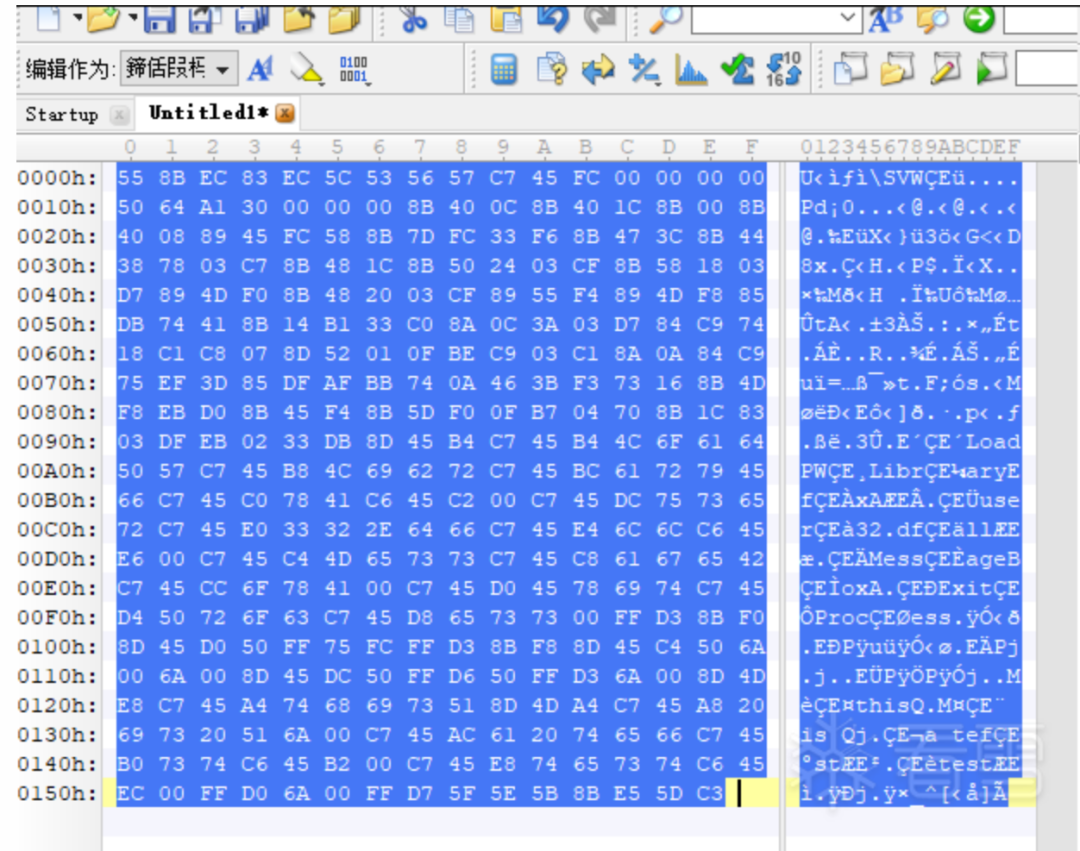 编辑作为:
Startup Untitled1*
0 1 2 3 4 5 6 7 8 9 A B C D E F 0123456789ABCDEF
0000h: 55 8B EC 83 EC 5C 53 56 57 C7 45 FC 00 00 00 00 U‹ìƒì\SVWÇEü....
0010h: 50 64 A1 30 00 00 00 8B 40 0C 8B 40 1C 8B 00 8B Pd¡0...‹@.‹@.‹.‹
0020h: 40 08 89 45 FC 58 8B 7D FC 33 F6 8B 47 3C 8B 44 @.‰EüX‹}ü3ö‹G<‹D
0030h: 38 78 03 C7 8B 48 1C 8B 50 24 03 CF 8B 58 18 03 8x.Ç‹H.‹P$.Ï‹X..
0040h: D7 89 4D F0 8B 48 20 03 CF 89 55 F4 89 4D F8 85 ×‰Mð‹H .Ï‰Uô‰Mø…
0050h: DB 74 41 8B 14 B1 33 C0 8A 0C 3A 03 D7 84 C9 74 ÛtA‹.±3ÀŠ.:.×„Ét
0060h: 18 C1 C8 07 8D 52 01 0F BE C9 03 C1 8A 0A 84 C9 .ÁÈ..R..¾É.ÁŠ.„É
0070h: 75 EF 3D 85 DF AF BB 74 0A 46 3B F3 73 16 8B 4D uï=…ß¯»t.F;ós.‹M
0080h: F8 EB D0 8B 45 F4 8B 5D F0 0F B7 04 70 8B 1C 83 øëÐ‹Eô‹]ð.·.p‹.ƒ
0090h: 03 DF EB 02 33 DB 8D 45 B4 C7 45 B4 4C 6F 61 64 .ßë.3Û.E´ÇE´Load
00A0h: 50 57 C7 45 B8 4C 69 62 72 C7 45 BC 61 72 79 45 PWÇE¸LibrÇE¼aryE
00B0h: 66 C7 45 C0 78 41 C6 45 C2 00 C7 45 DC 75 73 65 fÇEÀxAÆEÂ.ÇEÜuse
00C0h: 72 C7 45 E0 33 32 2E 64 66 C7 45 E4 6C 6C C6 45 rÇEà32.dfÇEällÆE
00D0h: E6 00 C7 45 C4 4D 65 73 73 C7 45 C8 61 67 65 42 æ.ÇEÄMessÇEÈageB
00E0h: C7 45 CC 6F 78 41 00 C7 45 D0 45 78 69 74 C7 45 ÇEÌoxA.ÇEÐExitÇE
00F0h: D4 50 72 6F 63 C7 45 D8 65 73 73 00 FF D3 8B F0 ÔProcÇEØess.ÿÓ‹ð
0100h: 8D 45 D0 50 FF 75 FC FF D3 8B F8 8D 45 C4 50 6A .EÐPÿuüÿÓ‹ø.EÄPj
0110h: 00 6A 00 8D 45 DC 50 FF D6 50 FF D3 6A 00 8D 4D .j..EÜPÿÖPÿÓj..M
0120h: E8 C7 45 A4 74 68 69 73 51 8D 4D A4 C7 45 A8 20 èÇE¤thisQ.M¤ÇE¨
0130h: 69 73 20 51 6A 00 C7 45 AC 61 20 74 65 66 C7 45 is Qj.ÇE¬a tefÇE
0140h: B0 73 74 C6 45 B2 00 C7 45 E8 74 65 73 74 C6 45 °stÆE².ÇEètestÆE
0150h: EC 00 FF D0 6A 00 FF D7 5F 5E 5B 8B E5 5D C3 ì.ÿÐj.ÿ×_^[‹å]Ã
看雪